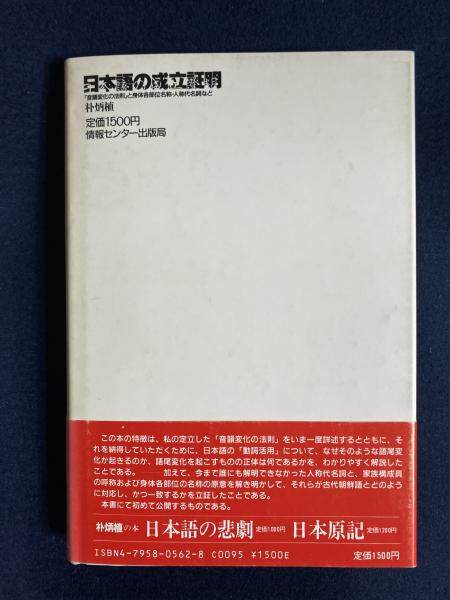 日本語の成立証明
「音韻変化の法則」と身体各部位名称・人称代名詞など
朴炳植
定価1500円
情報センター出版局
この本の特徴は、私の定立した「音韻変化の法則」をいま一度詳述するとともに、そ
れを納得していただくために、日本語の「動詞活用」について、なぜそのような語尾変
化が起きるのか、語尾変化を起こすものの正体は何であるかを、わかりやすく解説した
ことである。――加えて、今まで誰にも解明できなかった人称代名詞と、家族構成員
の呼称および身体各部位の名称の原意を解き明かして、それらが古代朝鮮語とどのよう
に対応し、かつ一致するかを立証したことである。
本書にて初めて公開するものである。
朴炳植の本 日本語の悲劇 定価1000円 日本原記 定価1200円
ISBN4-7958-0562-8 C0095 ¥1500E 定価1500円